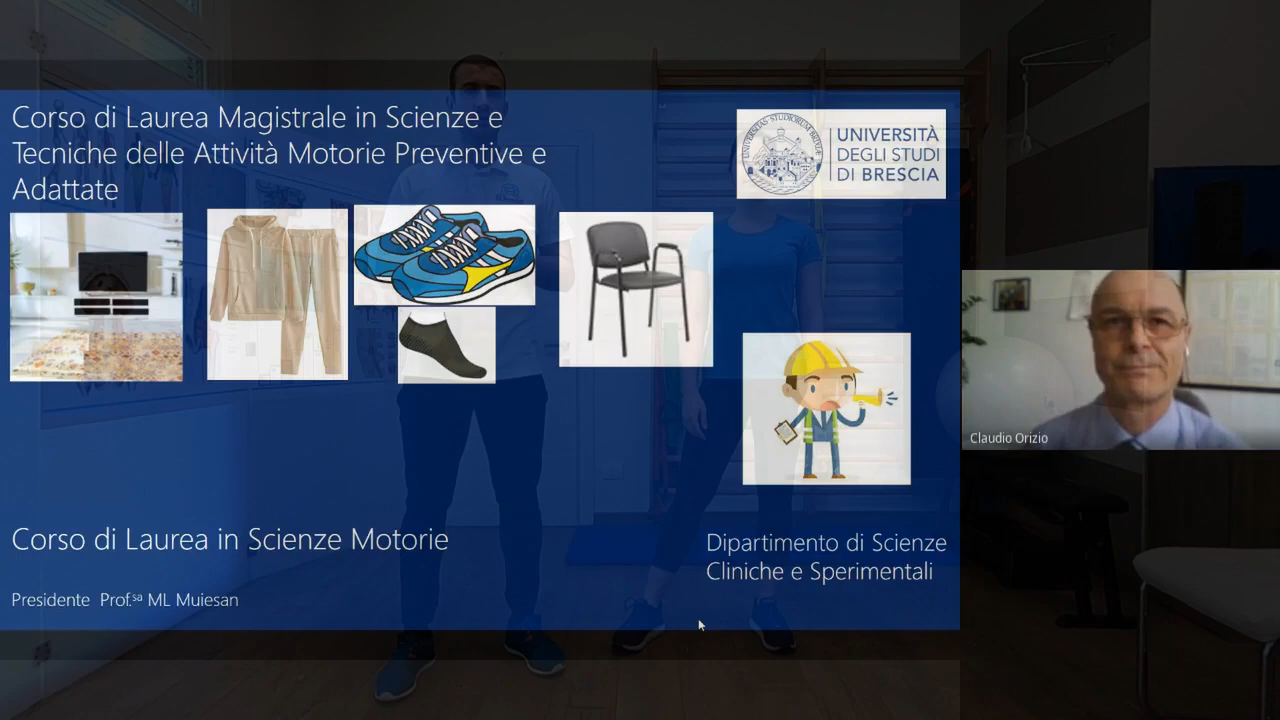 Corso di Laurea Magistrale in Scienze e
Tecniche delle Attività Motorie Preventive e
Adattate
UNIVERSITÀ
DEGLI STUDI
DI BRESCIA
Claudio Orizio
Corso di Laurea in Scienze Motorie
Dipartimento di Scienze
Cliniche e Sperimentali
Presidente Prof.ˢᵃ ML Muiesan